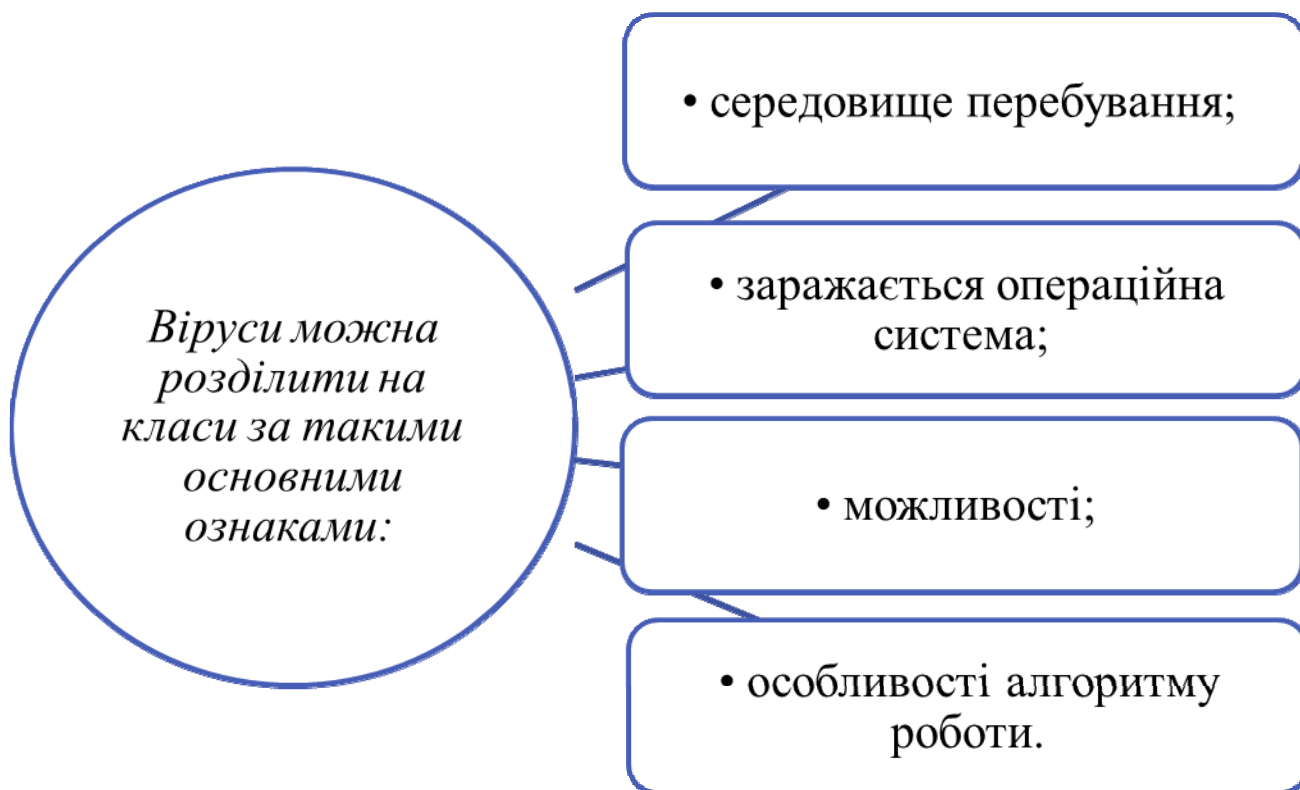 Віруси можна
розділити на
класи за такими
основними
ознаками:
• середовище перебування;
• заражається операційна
система;
• можливості;
• особливості алгоритму
роботи.